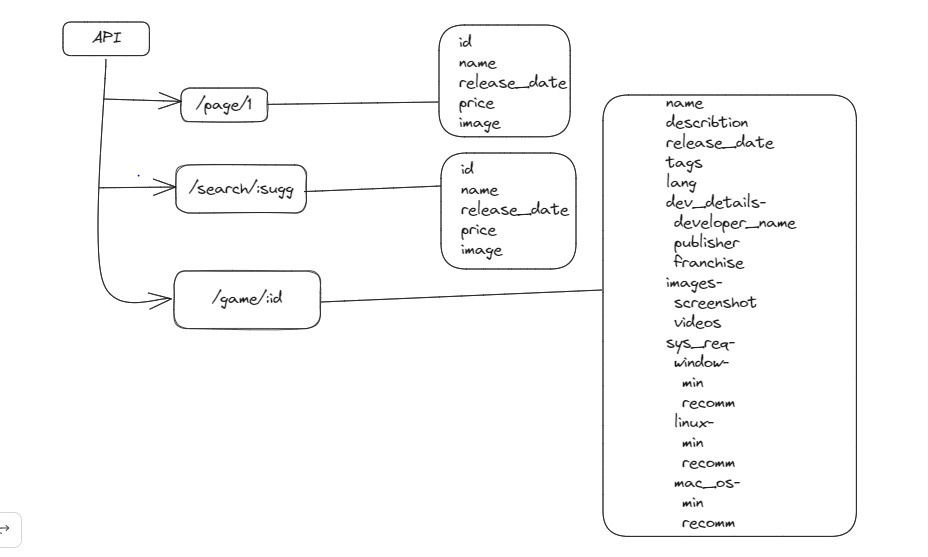 API
/page/1
id
name
release_date
price
image
/search/:sugg
id
name
release_date
price
image
/game/:id
name
describtion
release_date
tags
lang
dev_details-
developer_name
publisher
franchise
images-
screenshot
videos
sys_req-
window-
min
recomm
linux-
min
recomm
mac_os-
min
recomm